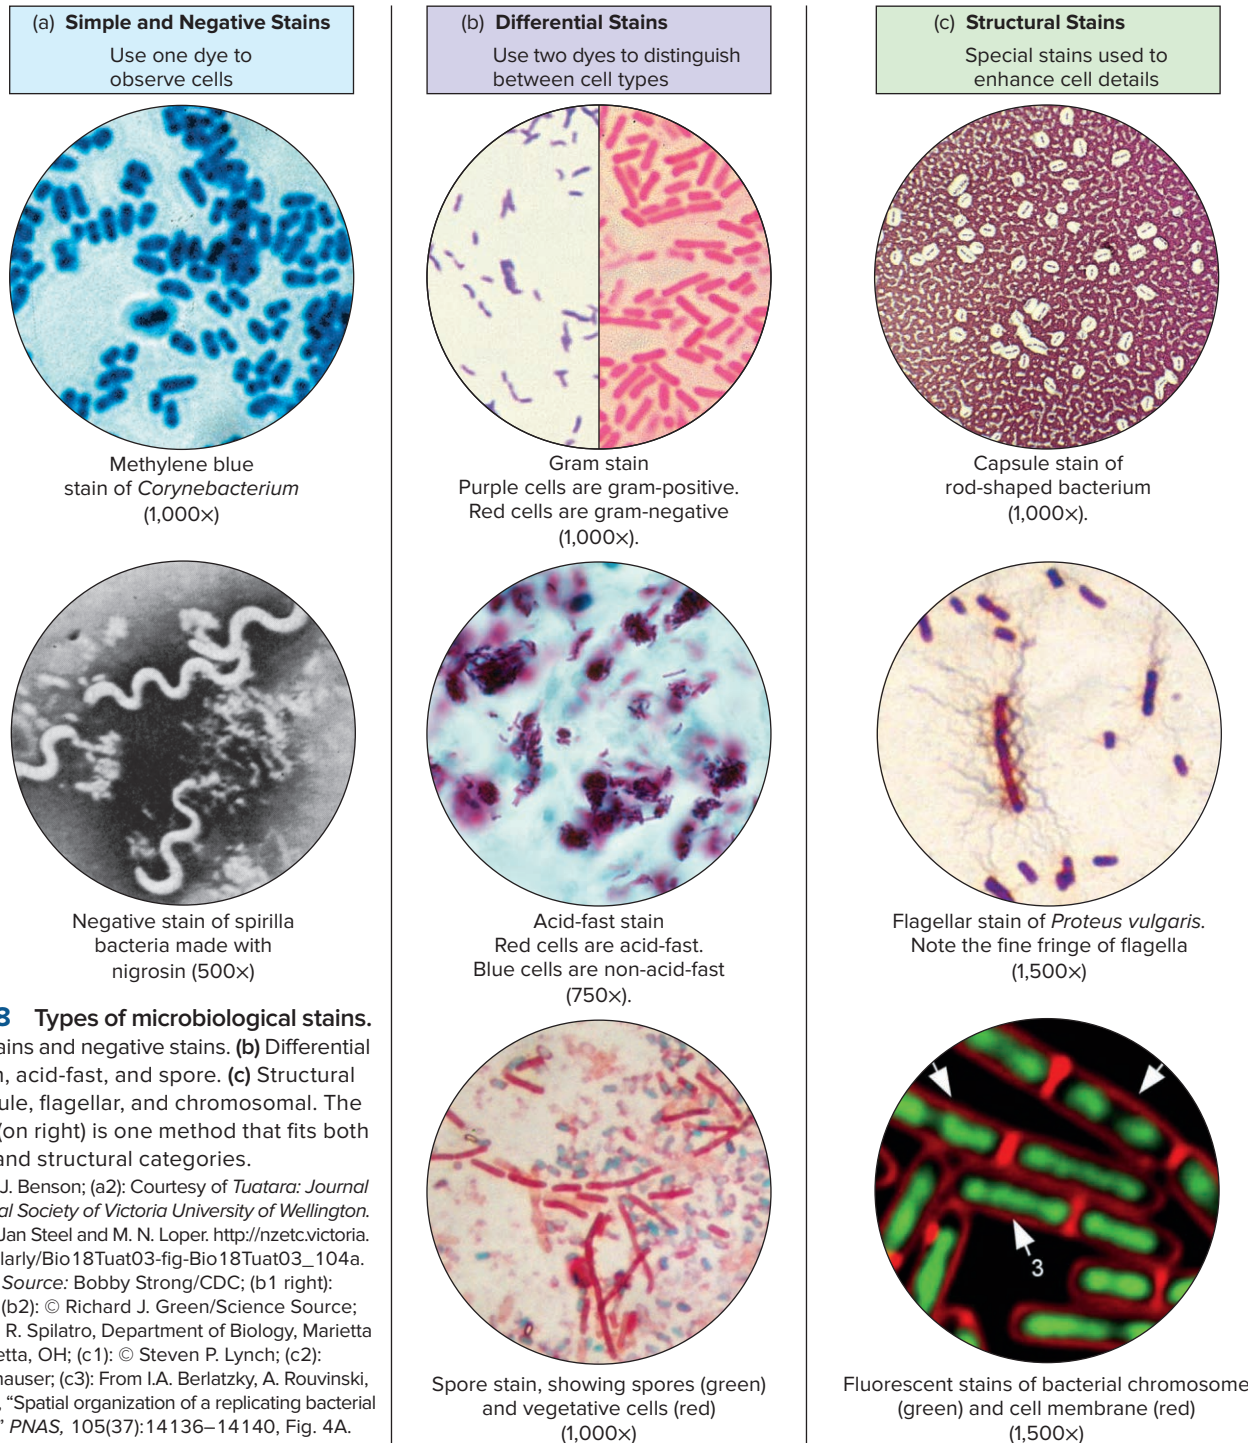 (a) Simple and Negative Stains
Use one dye to
observe cells
Methylene blue
stain of Corynebacterium
(1,000×)
Negative stain of spirilla
bacteria made with
nigrosin (500×)
(b) Differential Stains
Use two dyes to distinguish
between cell types
Gram stain
Purple cells are gram-positive.
Red cells are gram-negative
(1,000×).
Acid-fast stain
Red cells are acid-fast.
Blue cells are non-acid-fast
(750×).
Spore stain, showing spores (green)
and vegetative cells (red)
(1,000×)
(c) Structural Stains
Special stains used to
enhance cell details
Capsule stain of
rod-shaped bacterium
(1,000×).
Flagellar stain of Proteus vulgaris.
Note the fine fringe of flagella
(1,500×)
3
Fluorescent stains of bacterial chromosome
(green) and cell membrane (red)
(1,500×)
8 Types of microbiological stains.
ains and negative stains. (b) Differential
, acid-fast, and spore. (c) Structural
ule, flagellar, and chromosomal. The
(on right) is one method that fits both
and structural categories.
J. Benson; (a2): Courtesy of Tuatara: Journal
al Society of Victoria University of Wellington.
Jan Steel and M. N. Loper. http://nzetc.victoria.
larly/Bio18Tuat03-fig-Bio18Tuat03_104a.
Source: Bobby Strong/CDC; (b1 right):
(b2): © Richard J. Green/Science Source;
R. Spilatro, Department of Biology, Marietta
etta, OH; (c1): © Steven P. Lynch; (c2):
hauser; (c3): From I.A. Berlatzky, A. Rouvinski,
, “Spatial organization of a replicating bacterial
” PNAS, 105(37):14136–14140, Fig. 4A.